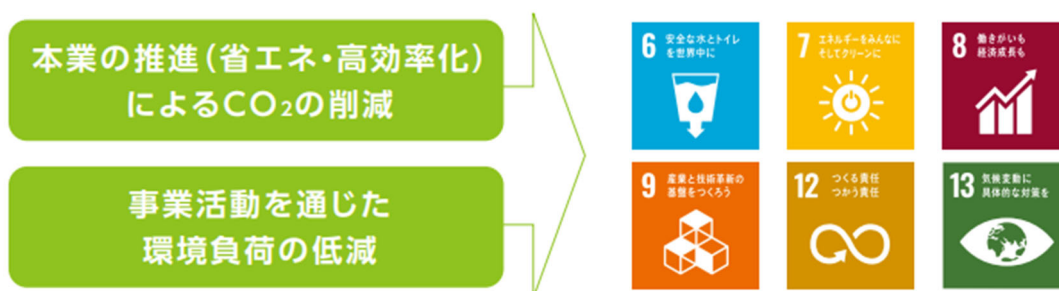 本業の推進(省エネ・高効率化)
によるCO₂の削減
事業活動を通じた
環境負荷の低減
6 安全な水とトイレ
を世界中に
7 エネルギーをみんなに
そしてクリーンに
8 働きがいも
経済成長も
9 産業と技術革新の
基盤をつくろう
12 つくる責任
つかう責任
13 気候変動に
具体的な対策を